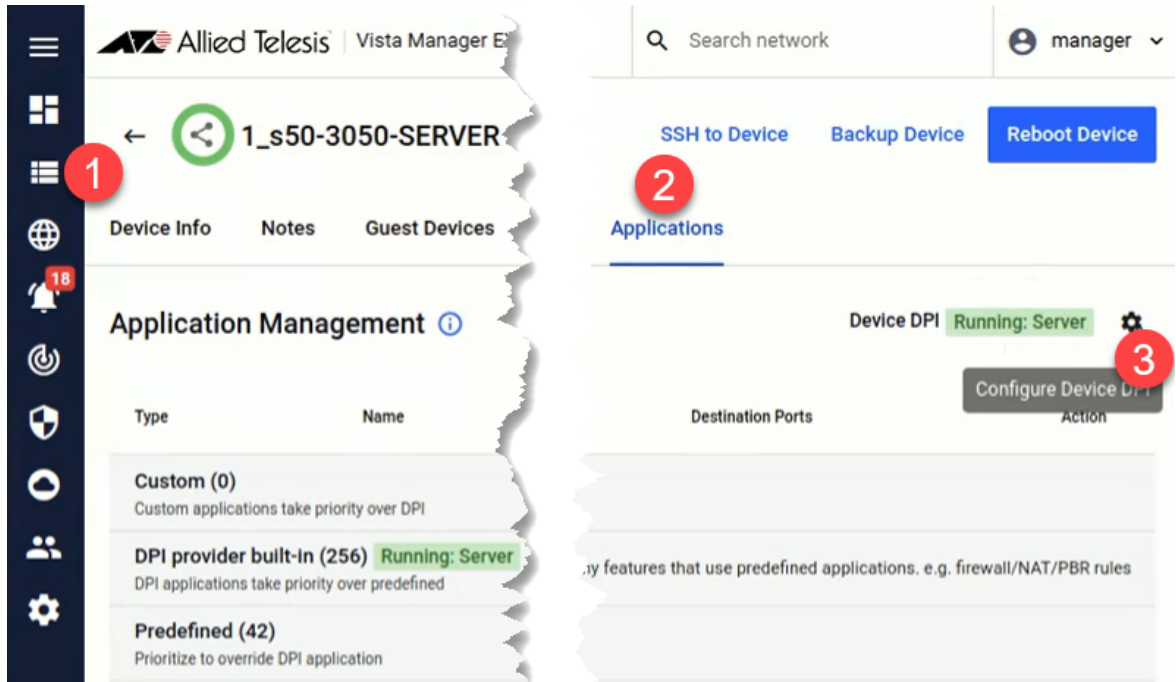 Allied Telesis Vista Manager E
Search network
manager
1_s50-3050-SERVER
SSH to Device
Backup Device
Reboot Device
1
2
Device Info
Notes
Guest Devices
Applications
18
Application Management
Device DPI Running: Server
3
Configure Device DPI
Type
Name
Destination Ports
Action
Custom (0)
Custom applications take priority over DPI
DPI provider built-in (256) Running: Server
DPI applications take priority over predefined
features that use predefined applications. e.g. firewall/NAT/PBR rules
Predefined (42)
Prioritize to override DPI application